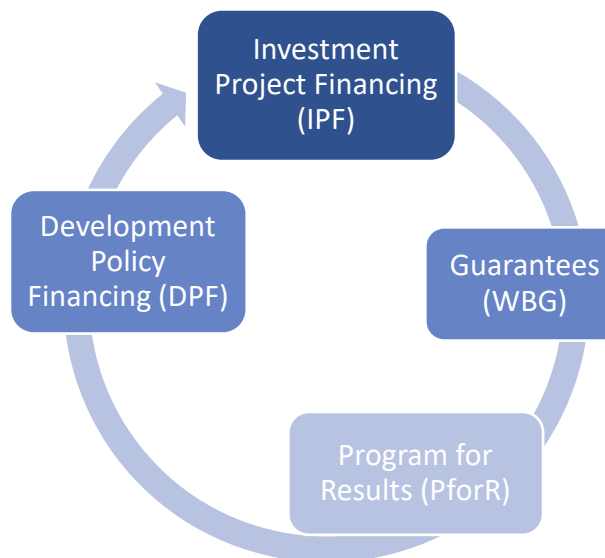 Investment
Project Financing
(IPF)
Guarantees
(WBG)
Program for
Results (PforR)
Development
Policy
Financing (DPF)